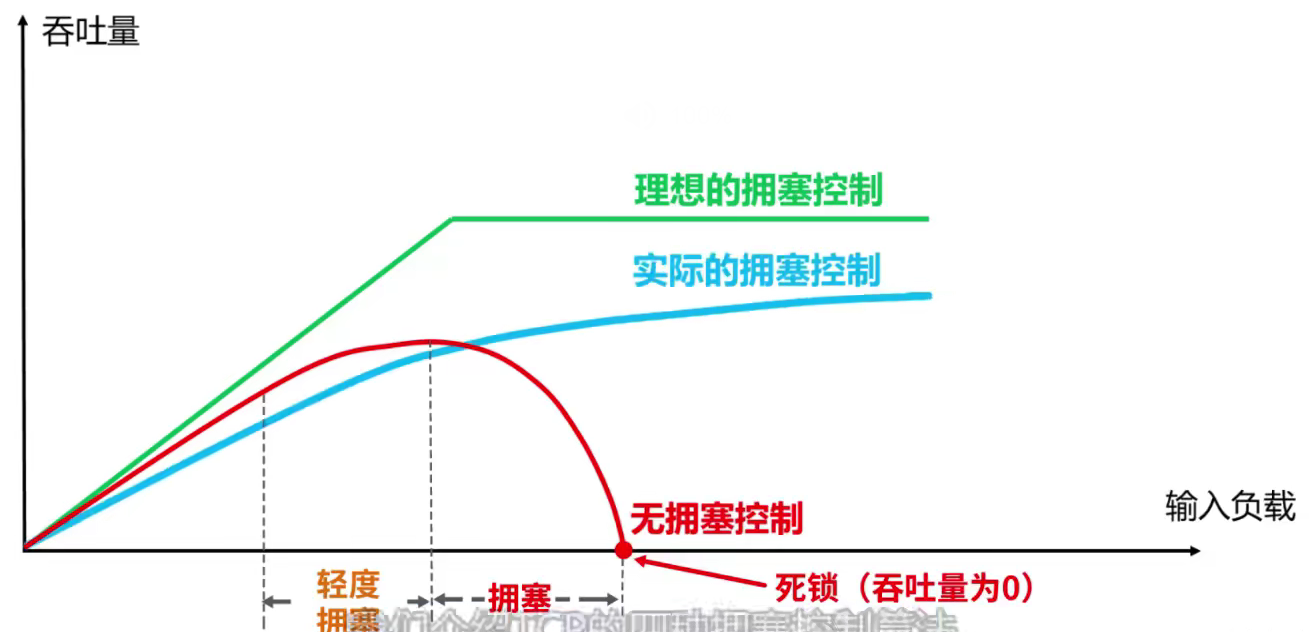 吞吐量
理想的拥塞控制
实际的拥塞控制
无拥塞控制
输入负载
死锁（吞吐量为0）
轻度
拥塞
拥塞